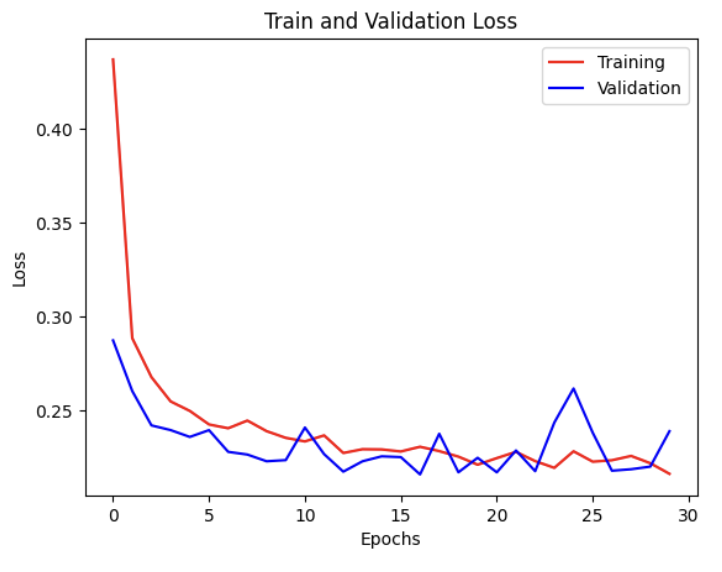 Train and Validation Loss
Training
Validation
0.40
0.35
0.30
0.25
Loss
0 5 10 15 20 25 30
Epochs